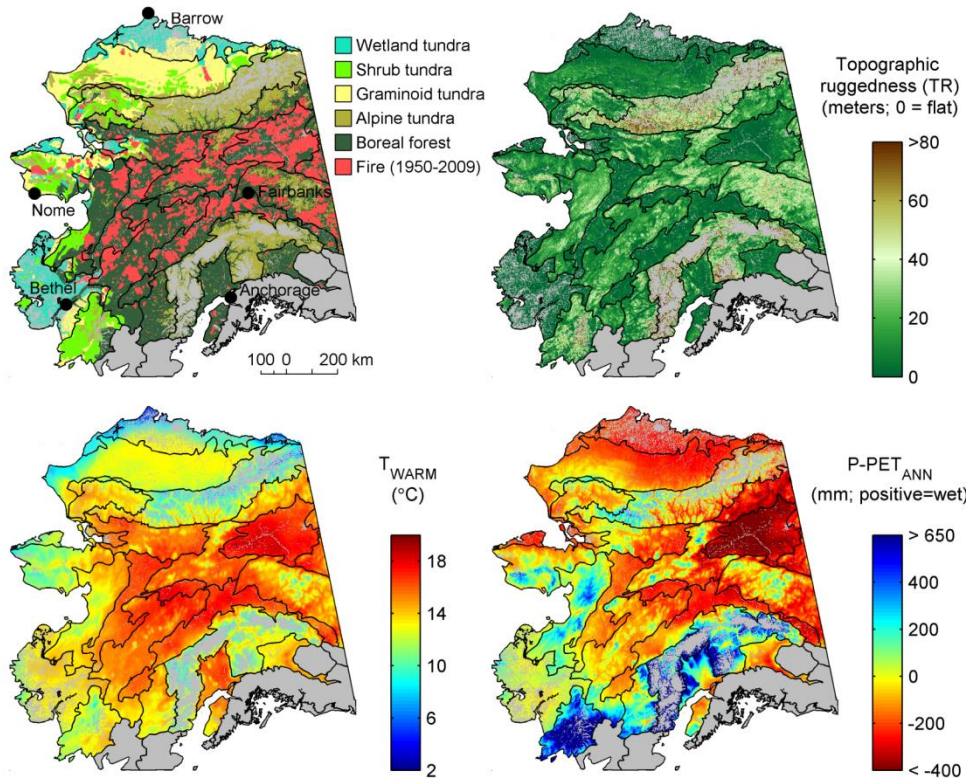 Barrow
Wetland tundra
Shrub tundra
Graminoid tundra
Alpine tundra
Boreal forest
Fire (1950-2009)
Fairbanks
Nome
Bethel
Anchorage
100 0 200 km
Topographic
ruggedness (TR)
(meters; 0 = flat)
>80
60
40
20
0
T_WARM
(°C)
18
14
10
6
2
P-PET_ANN
(mm; positive=wet)
> 650
400
200
0
-200
< -400